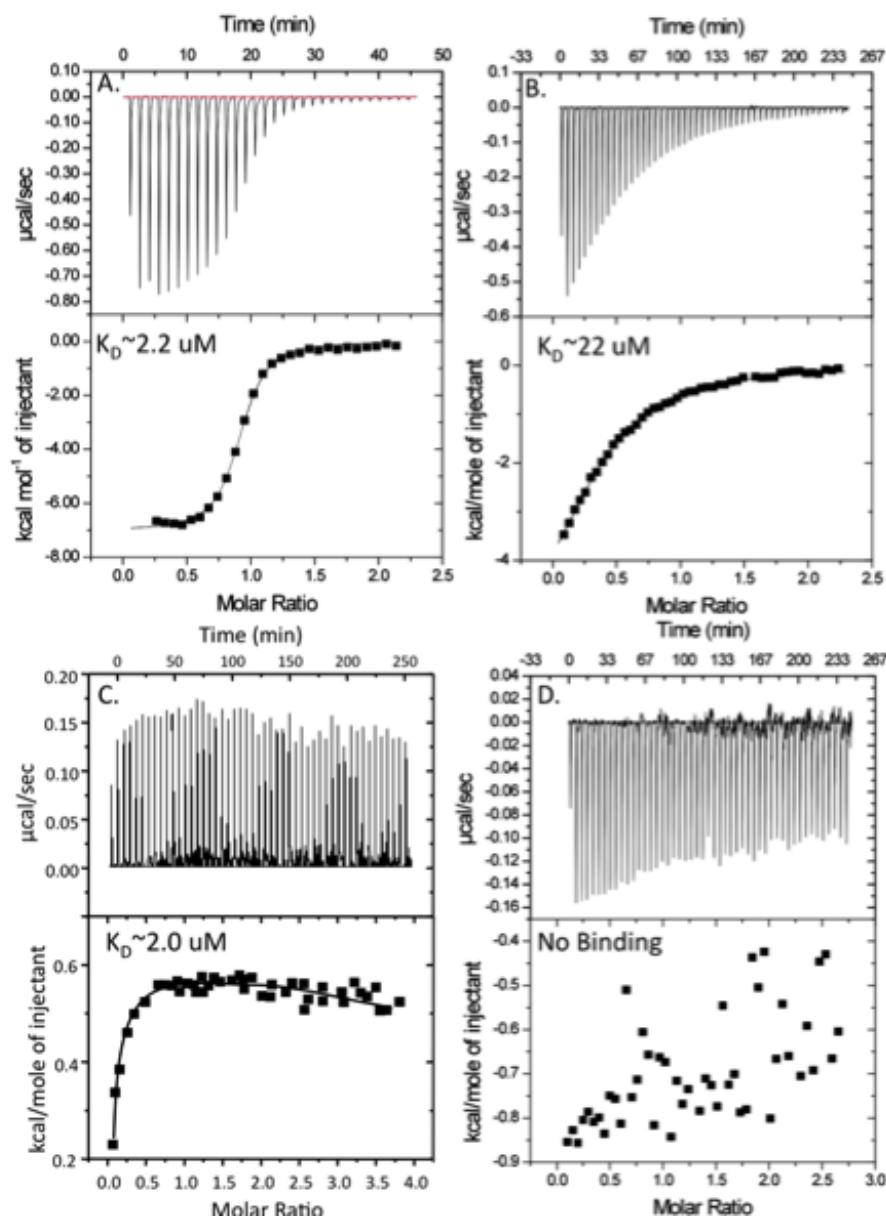 Time (min)
0 10 20 30 40 50
A.
0.10
0.00
-0.10
-0.20
-0.30
-0.40
-0.50
-0.60
-0.70
-0.80
µcal/sec
K_D~2.2 uM
0.00
-2.00
-4.00
-6.00
-8.00
kcal mol⁻¹ of injectant
0.0 0.5 1.0 1.5 2.0 2.5
Molar Ratio
Time (min)
-33 0 33 67 100 133 167 200 233 267
B.
0.1
0.0
-0.1
-0.2
-0.3
-0.4
-0.5
-0.6
µcal/sec
K_D~22 uM
0
-2
-4
kcal/mole of injectant
0.0 0.5 1.0 1.5 2.0 2.5
Molar Ratio
Time (min)
0 50 100 150 200 250
C.
0.20
0.15
0.10
0.05
0.00
µcal/sec
K_D~2.0 uM
0.6
0.4
0.2
kcal/mole of injectant
0.0 0.5 1.0 1.5 2.0 2.5 3.0 3.5 4.0
Molar Ratio
Time (min)
-33 0 33 67 100 133 167 200 233 267
D.
0.04
0.02
0.00
-0.02
-0.04
-0.06
-0.08
-0.10
-0.12
-0.14
-0.16
µcal/sec
No Binding
-0.4
-0.5
-0.6
-0.7
-0.8
-0.9
kcal/mole of injectant
0.0 0.5 1.0 1.5 2.0 2.5 3.0
Molar Ratio